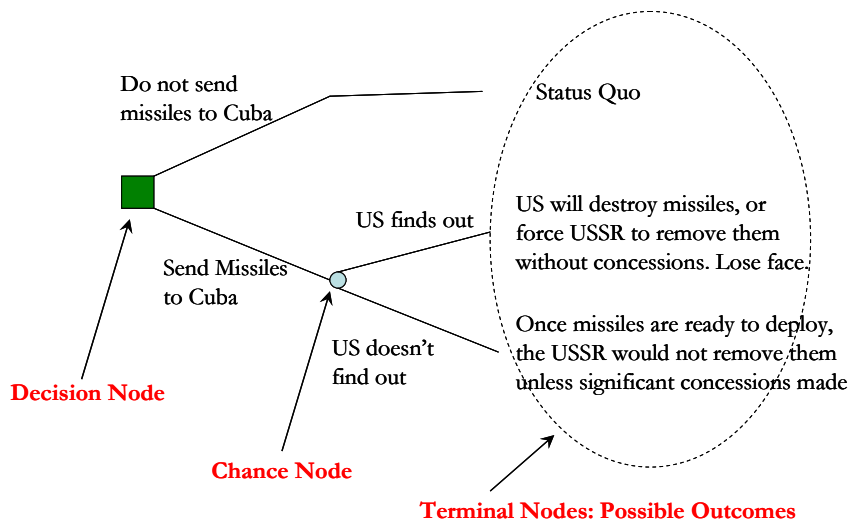 Do not send
missiles to Cuba
Status Quo
US finds out
US will destroy missiles, or
force USSR to remove them
without concessions. Lose face.
Send Missiles
to Cuba
Once missiles are ready to deploy,
the USSR would not remove them
unless significant concessions made
US doesn't
find out
Decision Node
Chance Node
Terminal Nodes: Possible Outcomes